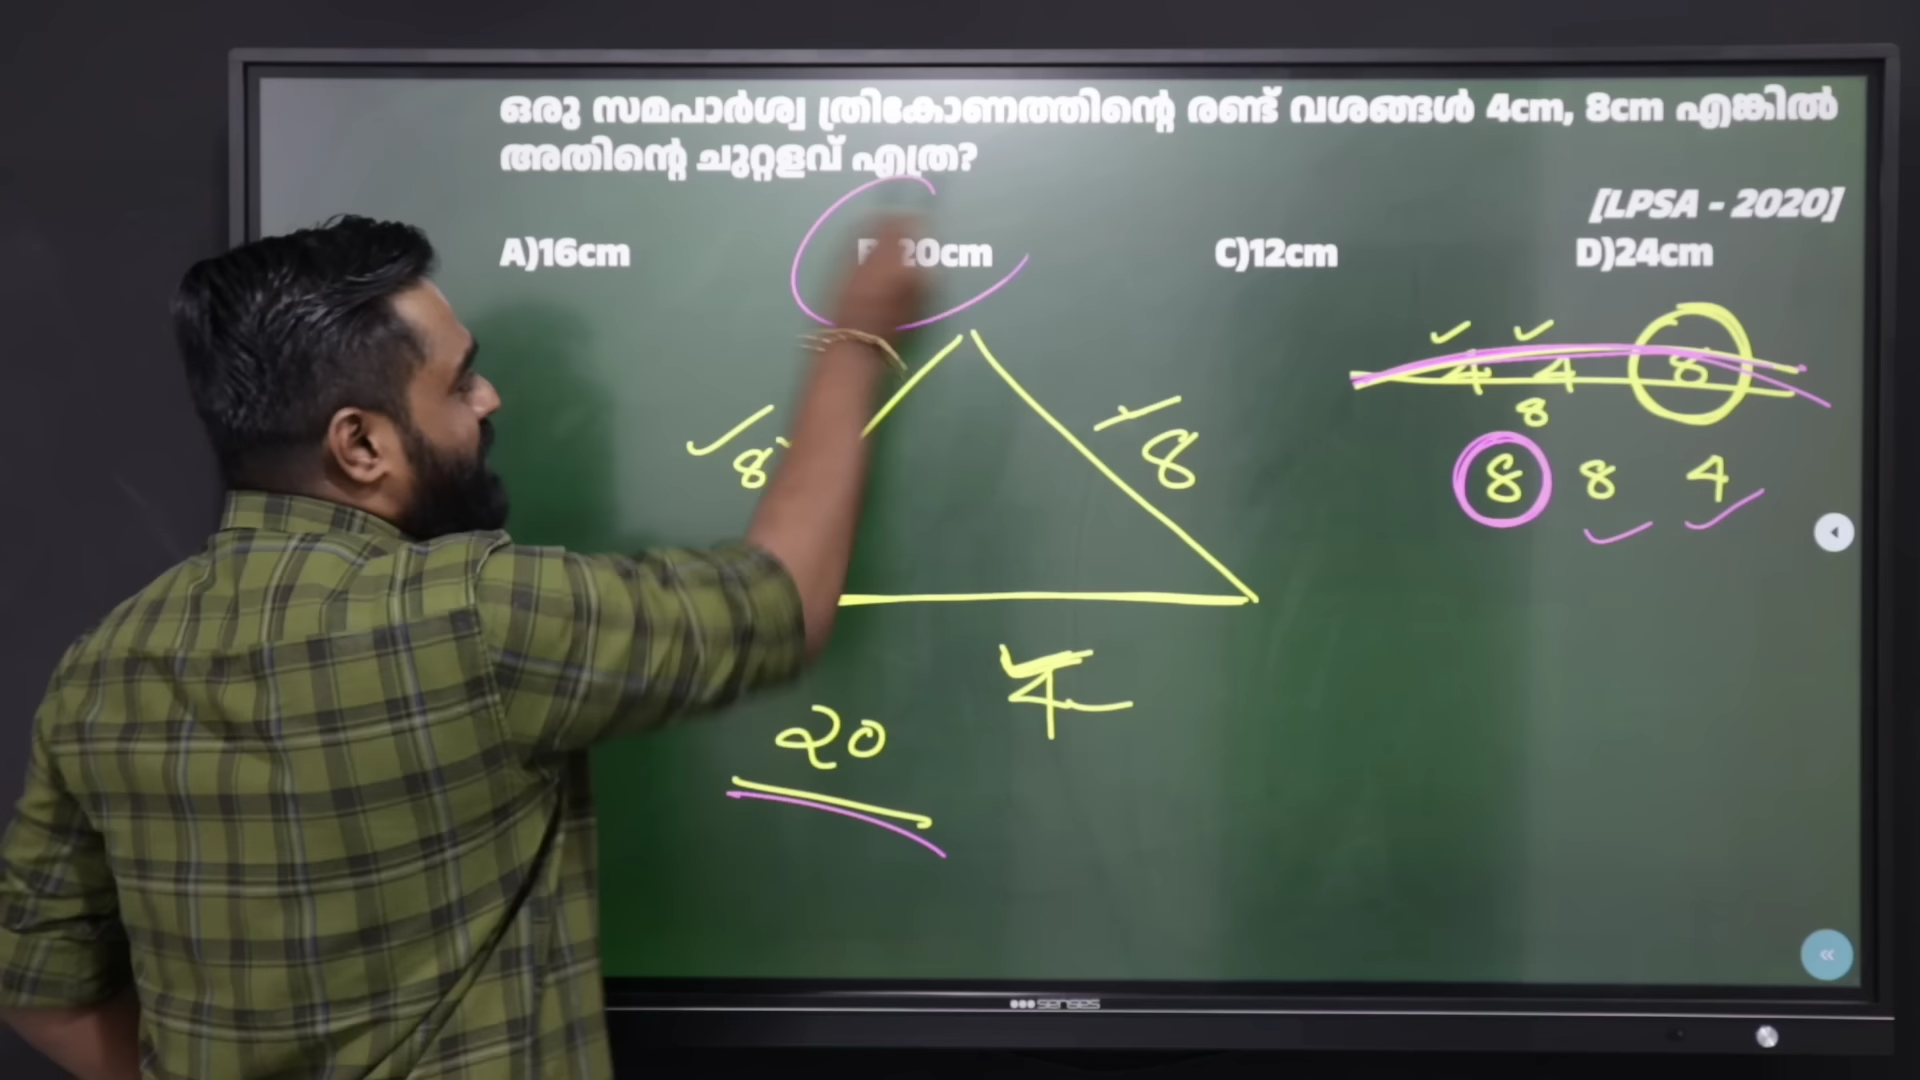 ഒരു സമപാർശ്വ ത്രികോണത്തിന്റെ രണ്ട് വശങ്ങൾ 4cm, 8cm എങ്കിൽ
അതിന്റെ ചുറ്റളവ് എത്ര?
[LPSA - 2020]
A)16cm 20cm C)12cm D)24cm
4 4 8
8
8 8 4
8 8
4
20
senses